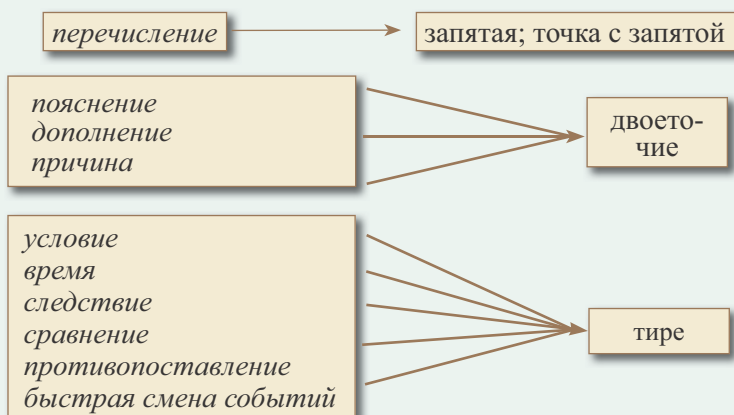 перечисление
запятая; точка с запятой
пояснение
дополнение
причина
двоето-
чие
условие
время
следствие
сравнение
противопоставление
быстрая смена событий
тире